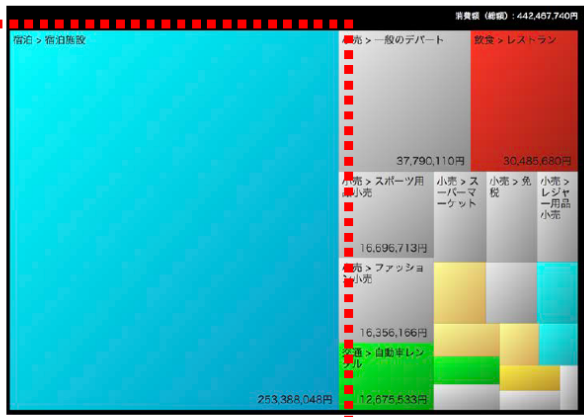 消費額（総額）: 442,467,740円
宿泊 > 宿泊施設
253,388,048円
小売 > 一般のデパート
37,790,110円
飲食 > レストラン
30,485,680円
小売 > スポーツ用
品小売
16,696,713円
小売 > ス
ーパーマ
ーケット
小売 > 免
税
小売 >
レジャ
ー用品
小売
小売 > ファッショ
ン小売
16,356,166円
交通 > 自動車レン
タル
12,675,533円